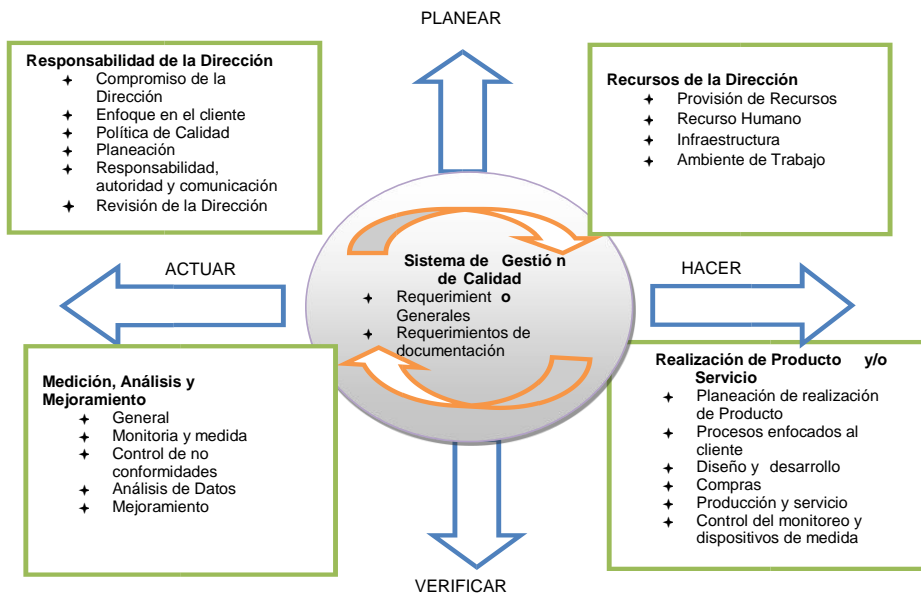 PLANEAR
Responsabilidad de la Dirección
Compromiso de la
Dirección
Enfoque en el cliente
Política de Calidad
Planeación
Responsabilidad,
autoridad y comunicación
Revisión de la Dirección
Recursos de la Dirección
Provisión de Recursos
Recurso Humano
Infraestructura
Ambiente de Trabajo
ACTUAR
Sistema de Gestió n
de Calidad
Requerimient o
Generales
Requerimientos de
documentación
HACER
Medición, Análisis y
Mejoramiento
General
Monitoria y medida
Control de no
conformidades
Análisis de Datos
Mejoramiento
Realización de Producto y/o
Servicio
Planeación de realización
de Producto
Procesos enfocados al
cliente
Diseño y desarrollo
Compras
Producción y servicio
Control del monitoreo y
dispositivos de medida
VERIFICAR